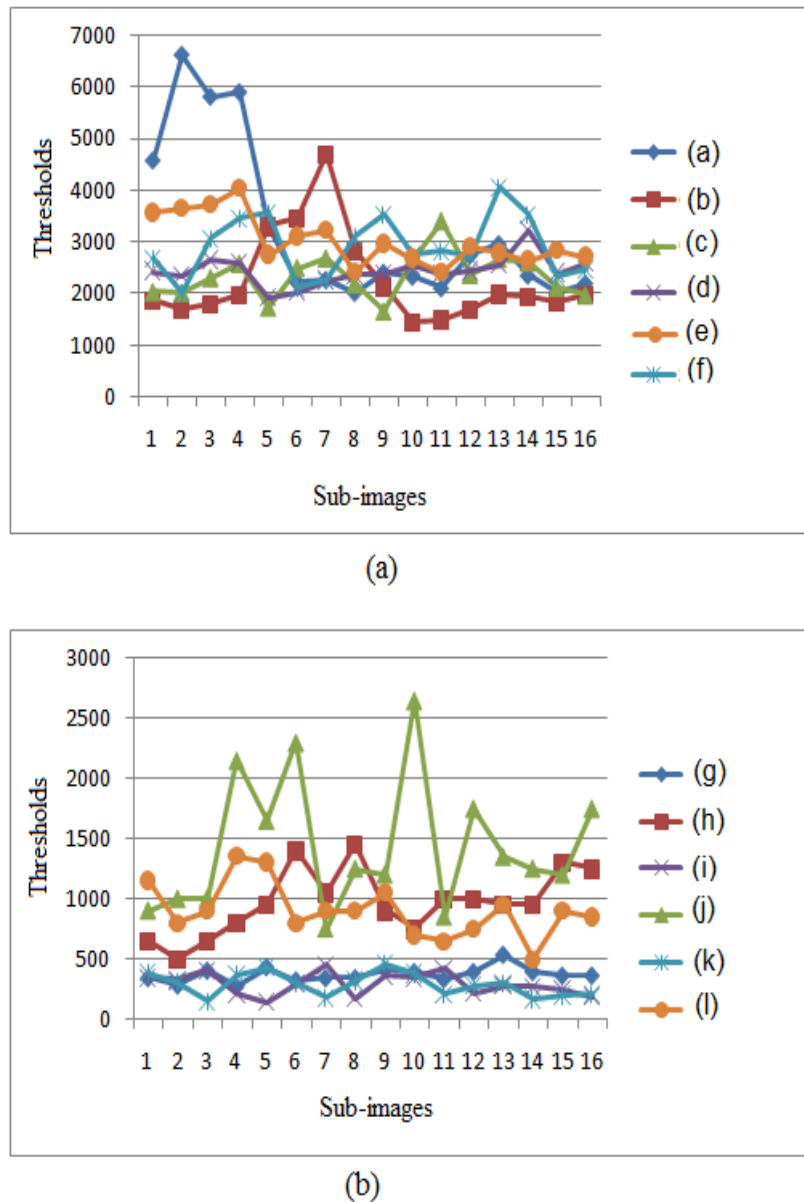 7000
6000
5000
4000
3000
2000
1000
0
Thresholds
1 2 3 4 5 6 7 8 9 10 11 12 13 14 15 16
Sub-images
(a)
(b)
(c)
(d)
(e)
(f)
(a)
3000
2500
2000
1500
1000
500
0
Thresholds
1 2 3 4 5 6 7 8 9 10 11 12 13 14 15 16
Sub-images
(g)
(h)
(i)
(j)
(k)
(l)
(b)